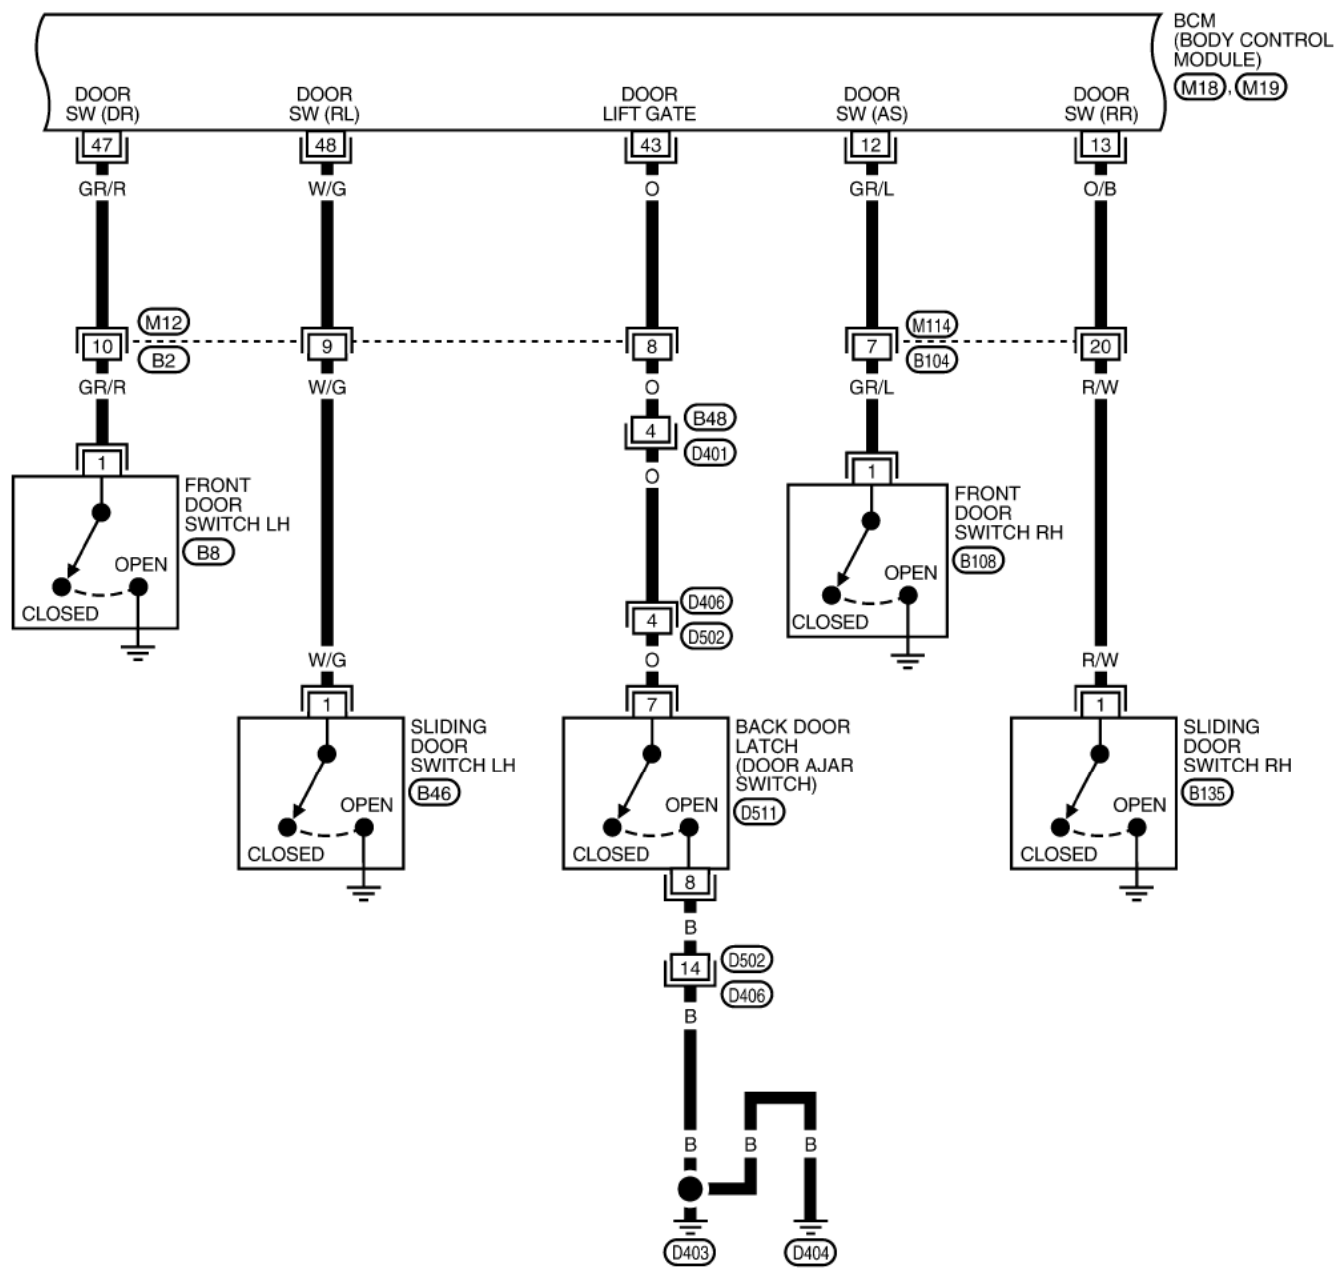 BCM
(BODY CONTROL
MODULE)
M18, M19
DOOR
SW (DR)
DOOR
SW (RL)
DOOR
LIFT GATE
DOOR
SW (AS)
DOOR
SW (RR)
47
48
43
12
13
GR/R
W/G
O
GR/L
O/B
M12
M114
10
9
8
7
20
B2
B104
GR/R
W/G
O
GR/L
R/W
4
B48
D401
1
1
O
FRONT
DOOR
SWITCH LH
B8
OPEN
CLOSED
FRONT
DOOR
SWITCH RH
B108
OPEN
CLOSED
4
D406
D502
W/G
O
R/W
1
7
1
SLIDING
DOOR
SWITCH LH
B46
OPEN
CLOSED
BACK DOOR
LATCH
(DOOR AJAR
SWITCH)
D511
OPEN
CLOSED
SLIDING
DOOR
SWITCH RH
B135
OPEN
CLOSED
8
B
14
D502
D406
B
B
B
B
D403
D404